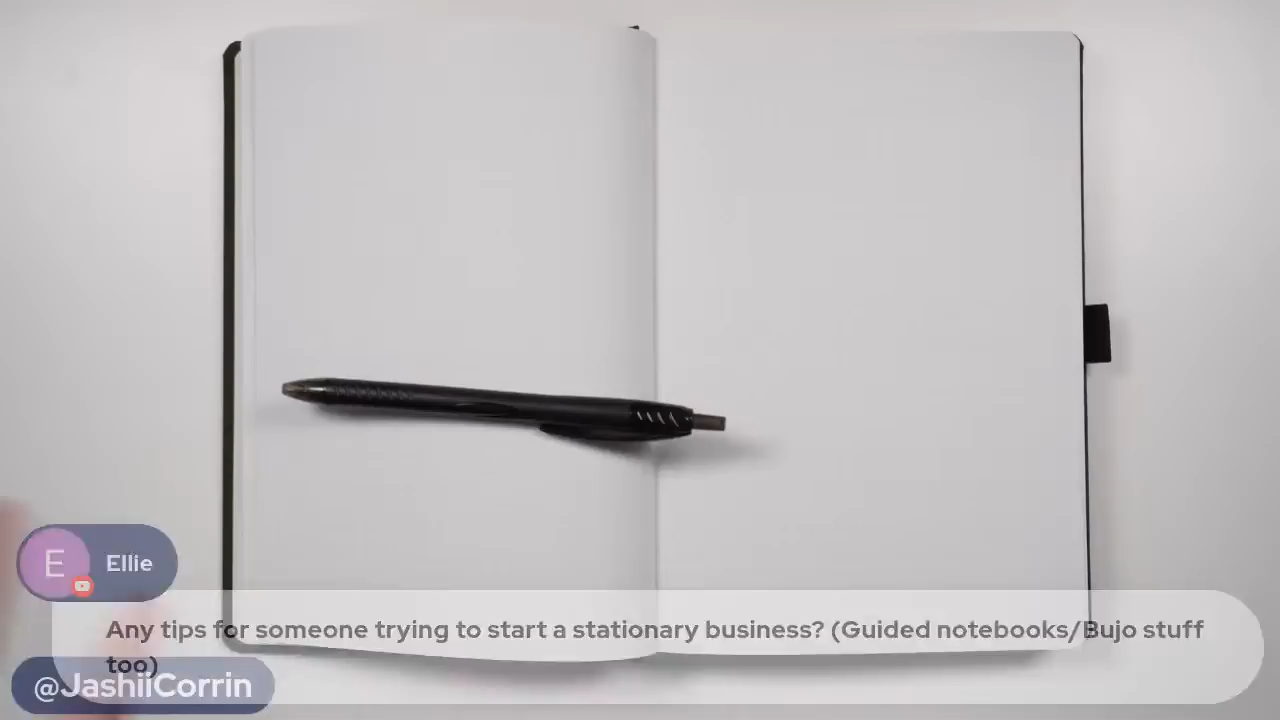 E
Ellie
Any tips for someone trying to start a stationary business? (Guided notebooks/Bujo stuff
too)
@JashiiCorrin